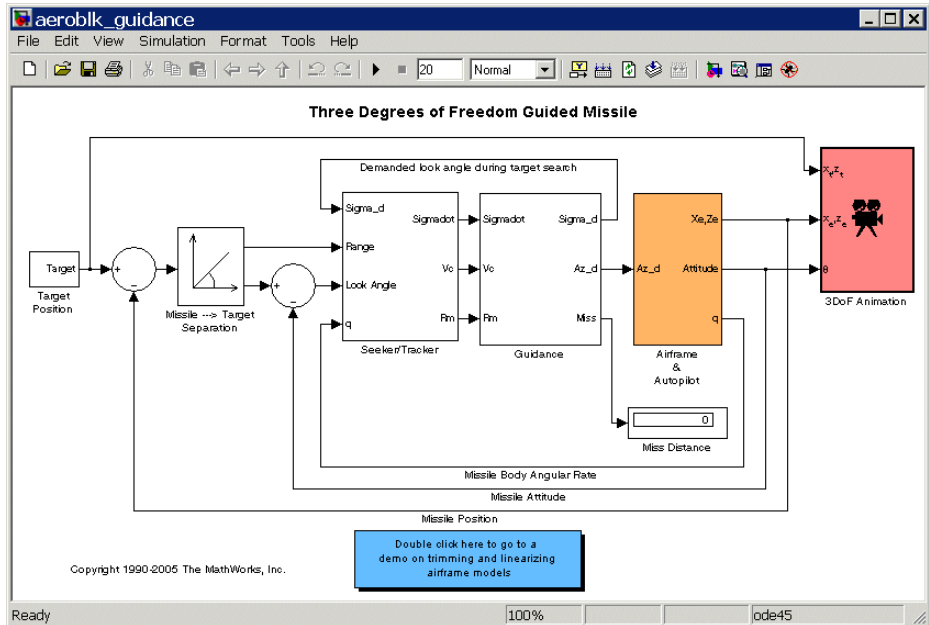 aeroblk_guidance
File Edit View Simulation Format Tools Help
20 Normal
Three Degrees of Freedom Guided Missile
Demanded look angle during target search
Sigma_d
Range
Look Angle
q
Sigmadot
Vc
Rm
Seeker/Tracker
Sigmadot
Vc
Rm
Sigma_d
Az_d
Miss
Guidance
Az_d
Xe,Ze
Attitude
q
Airframe
&
Autopilot
x_t,z_t
x_e,z_e
θ
3DoF Animation
Target
Target
Position
+
−
Missile ---> Target
Separation
+
−
0
Miss Distance
Missile Body Angular Rate
Missile Attitude
Missile Position
Double click here to go to a
demo on trimming and linearizing
airframe models
Copyright 1990-2005 The MathWorks, Inc.
Ready 100% ode45